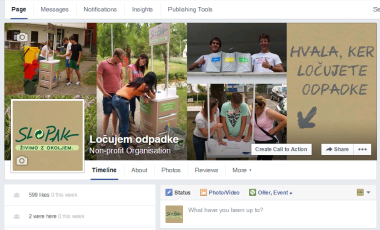 Page Messages Notifications Insights Publishing Tools
HVALA, KER
LOČUJETE
ODPADKE
SLOPAK
ŽIVIMO Z OKOLJEM.
Ločujem odpadke
Non-profit Organisation
Create Call to Action Share •••
Timeline About Photos Reviews More
599 likes 0 this week
2 were here 0 this week
Status Photo/Video Offer, Event +
What have you been up to?